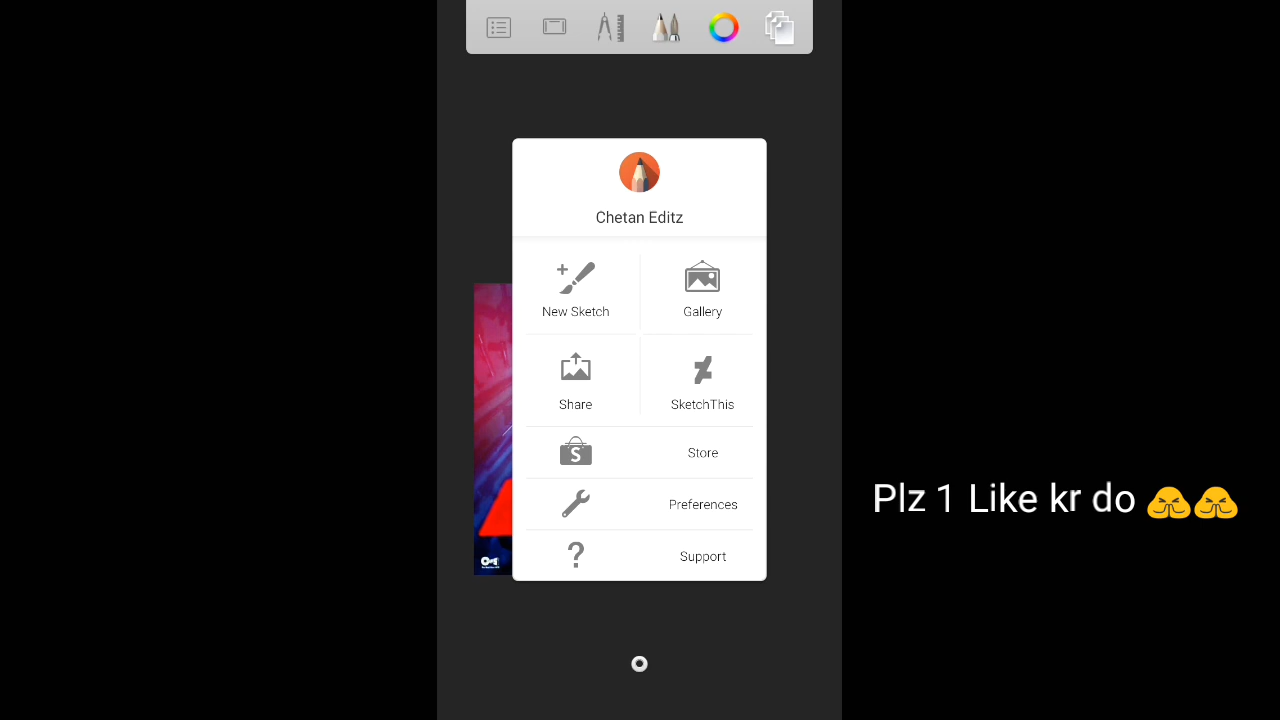 Chetan Editz
New Sketch
Gallery
Share
SketchThis
S
Store
Preferences
?
Support
Plz 1 Like kr do 🙏🙏